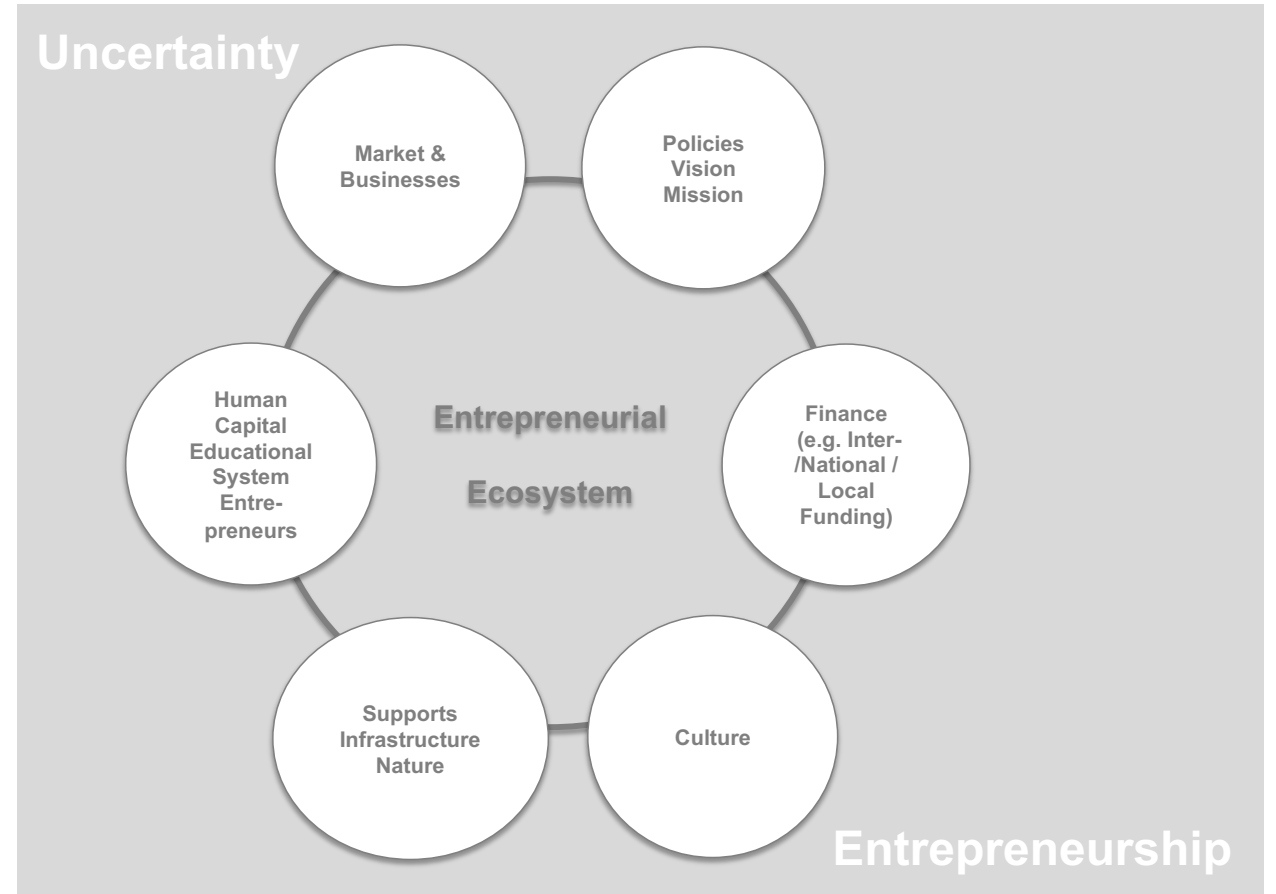 Uncertainty
Market &
Businesses
Policies
Vision
Mission
Human
Capital
Educational
System
Entre-
preneurs
Entrepreneurial
Ecosystem
Finance
(e.g. Inter-
/National /
Local
Funding)
Supports
Infrastructure
Nature
Culture
Entrepreneurship